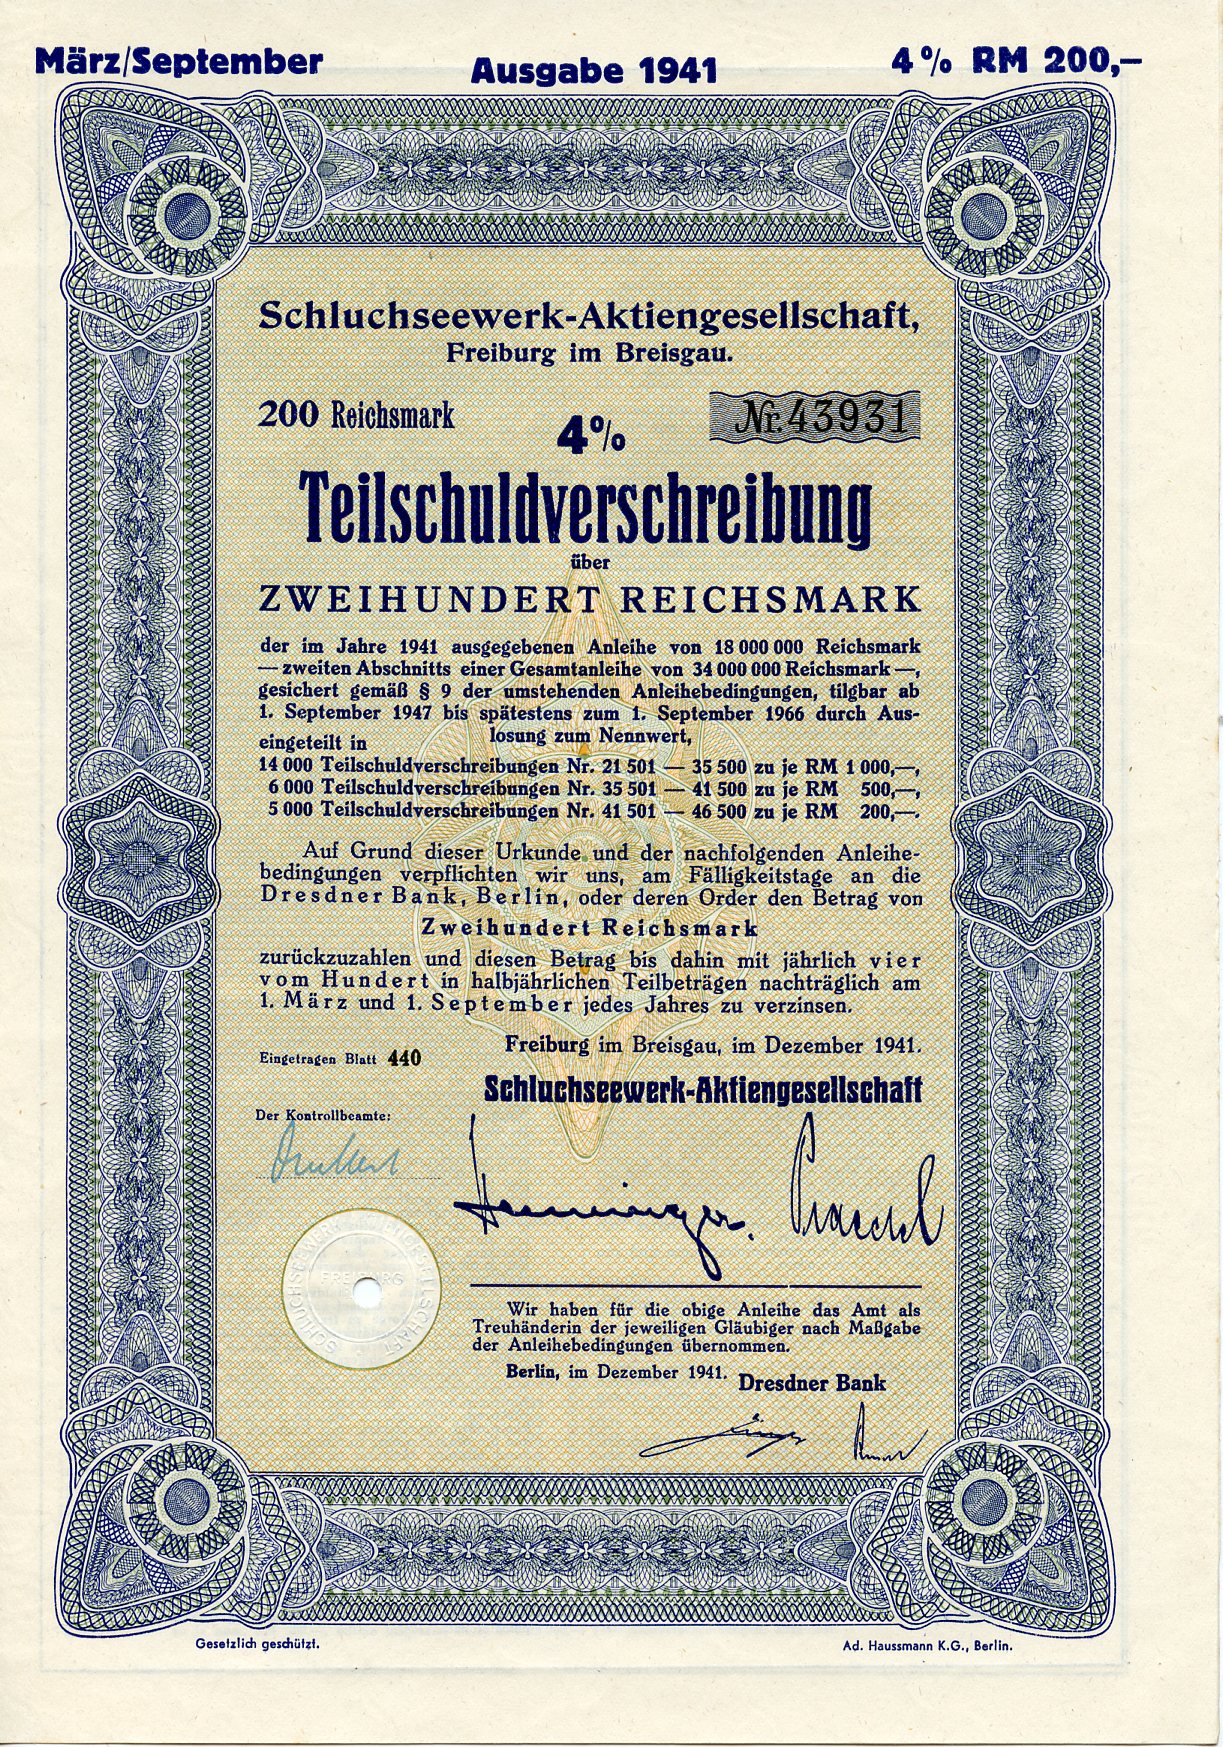 März/September
Ausgabe 1941
4% RM 200,—
Schluchseewerk-Aktiengesellschaft,
Freiburg im Breisgau.
200 Reichsmark
Nr. 43931
4%
Teilschuldverschreibung
über
ZWEIHUNDERT REICHSMARK
der im Jahre 1941 ausgegebenen Anleihe von 18 000 000 Reichsmark
— zweiten Abschnitts einer Gesamtanleihe von 34 000 000 Reichsmark —,
gesichert gemäß § 9 der umstehenden Anleihebedingungen, tilgbar ab
1. September 1947 bis spätestens zum 1. September 1966 durch Aus-
losung zum Nennwert,
eingeteilt in
14 000 Teilschuldverschreibungen Nr. 21 501 — 35 500 zu je RM 1 000,—,
6 000 Teilschuldverschreibungen Nr. 35 501 — 41 500 zu je RM 500,—,
5 000 Teilschuldverschreibungen Nr. 41 501 — 46 500 zu je RM 200,—.
Auf Grund dieser Urkunde und der nachfolgenden Anleihe-
bedingungen verpflichten wir uns, am Fälligkeitstage an die
Dresdner Bank, Berlin, oder deren Order den Betrag von
Zweihundert Reichsmark
zurückzuzahlen und diesen Betrag bis dahin mit jährlich vier
vom Hundert in halbjährlichen Teilbeträgen nachträglich am
1. März und 1. September jedes Jahres zu verzinsen.
Freiburg im Breisgau, im Dezember 1941.
Eingetragen Blatt 440
Schluchseewerk-Aktiengesellschaft
Der Kontrollbeamte:
SCHLUCHSEEWERK AKTIENGESELLSCHAFT
FREIBURG
Wir haben für die obige Anleihe das Amt als
Treuhänderin der jeweiligen Gläubiger nach Maßgabe
der Anleihebedingungen übernommen.
Berlin, im Dezember 1941.
Dresdner Bank
Gesetzlich geschützt.
Ad. Haussmann K.G., Berlin.